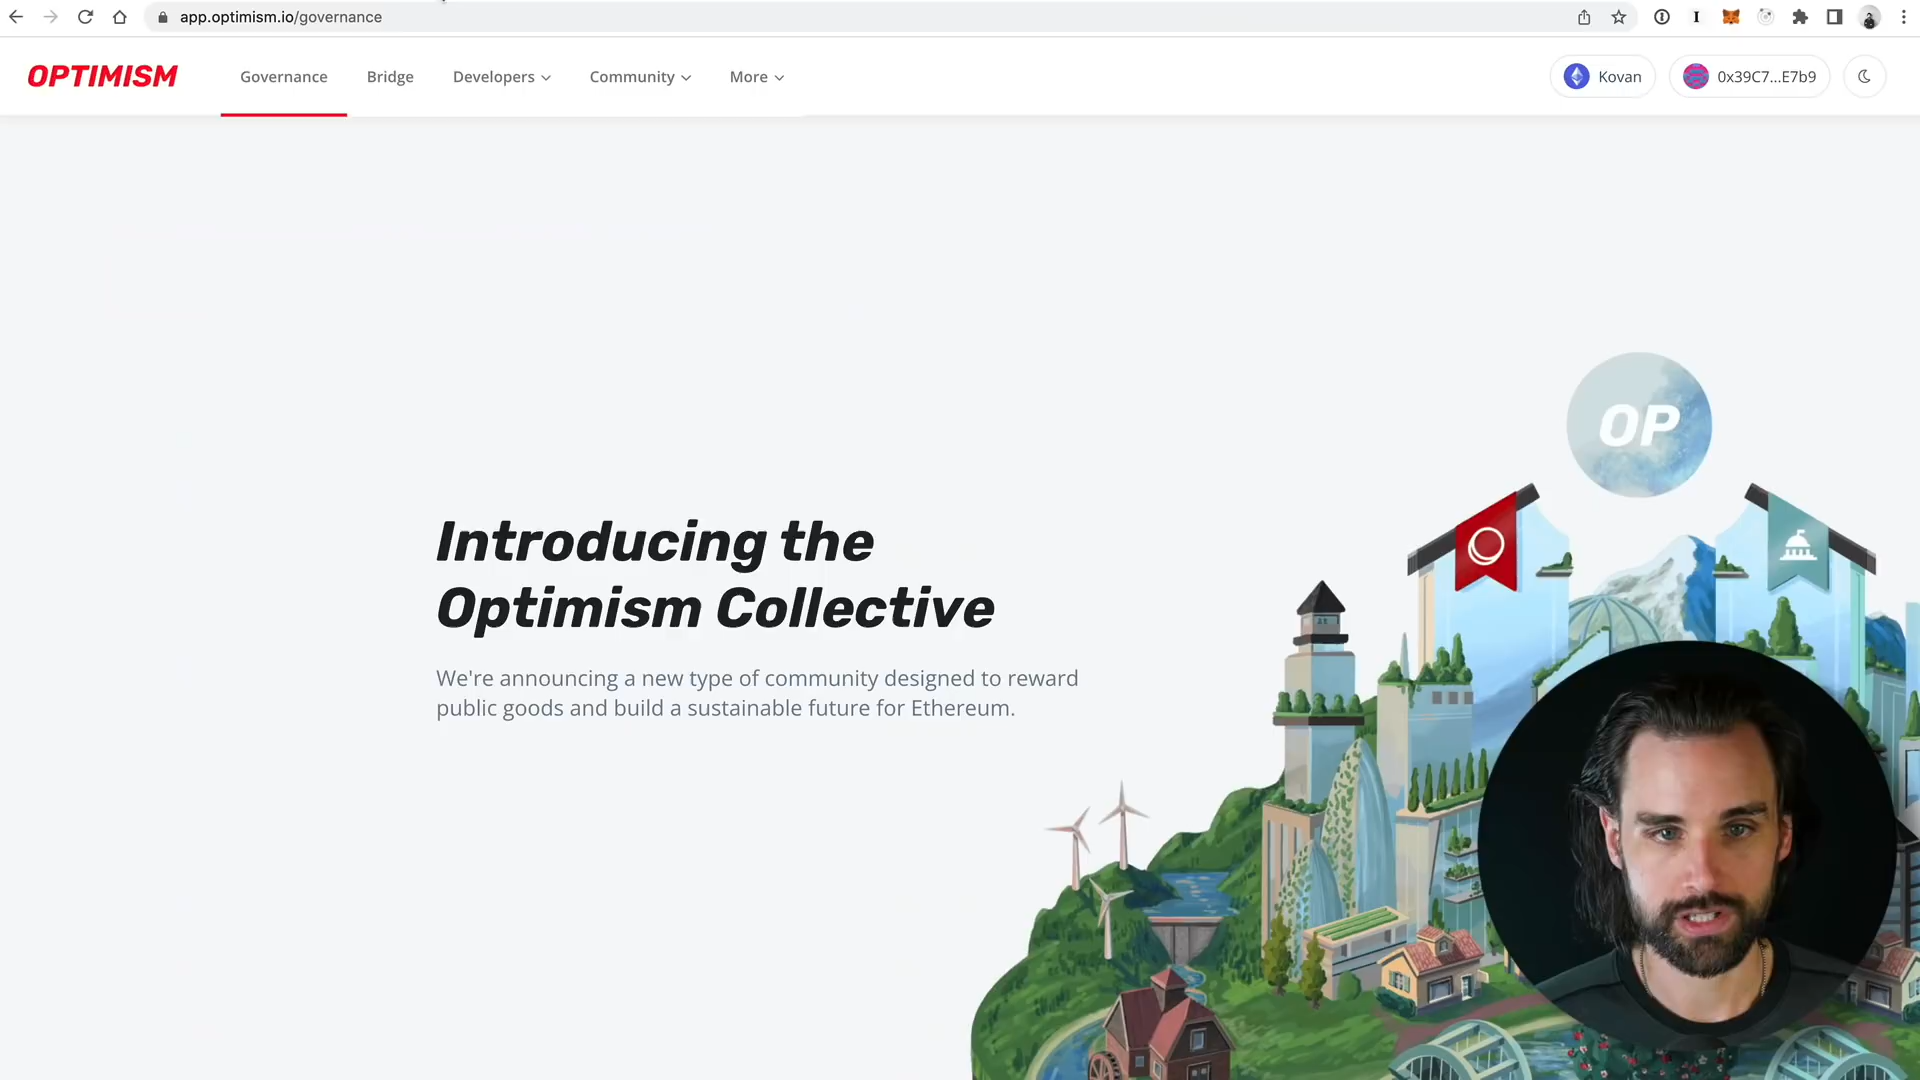 app.optimism.io/governance
OPTIMISM
Governance
Bridge
Developers
Community
More
Kovan
0x39C7...E7b9
OP
Introducing the
Optimism Collective
We're announcing a new type of community designed to reward
public goods and build a sustainable future for Ethereum.